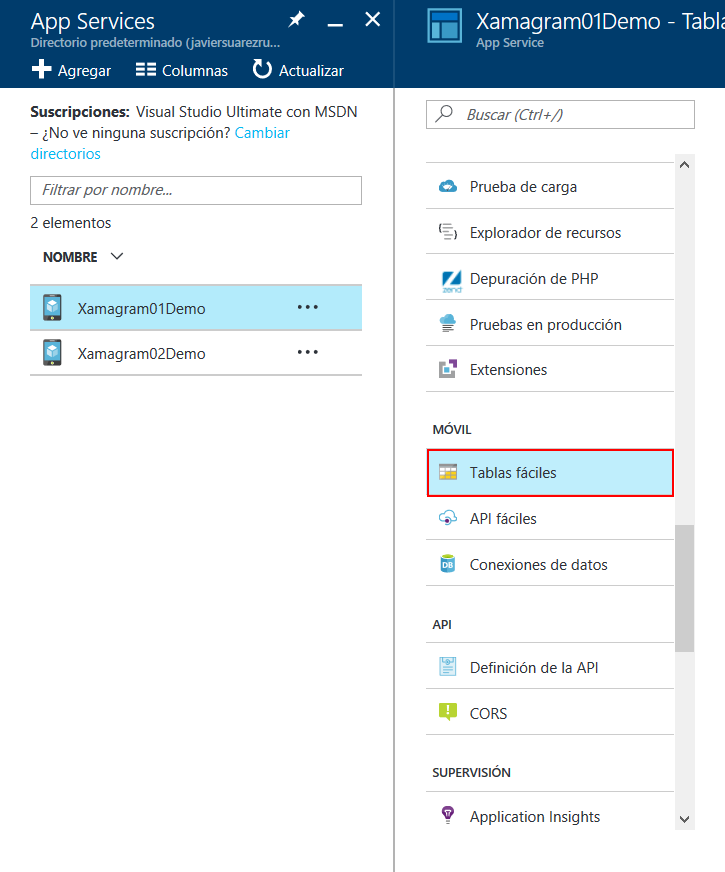 App Services
Directorio predeterminado (javiersuarezru...
Agregar
Columnas
Actualizar
Suscripciones: Visual Studio Ultimate con MSDN
– ¿No ve ninguna suscripción? Cambiar
directorios
Filtrar por nombre...
2 elementos
NOMBRE
Xamagram01Demo
Xamagram02Demo
Xamagram01Demo - Tabla
App Service
Buscar (Ctrl+/)
Prueba de carga
Explorador de recursos
zend
Depuración de PHP
Pruebas en producción
Extensiones
MÓVIL
Tablas fáciles
API fáciles
DB
Conexiones de datos
API
Definición de la API
CORS
SUPERVISIÓN
Application Insights